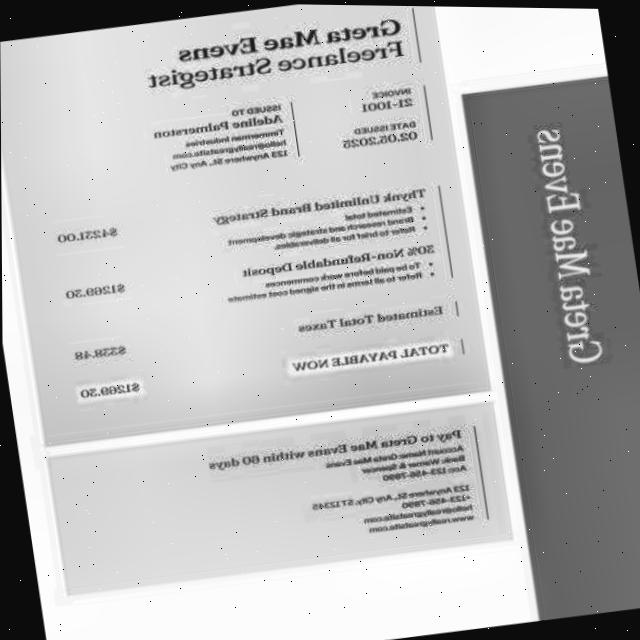 Greta Mae Evens
Freelance Strategist
INVOICE
21-1001
DATE ISSUED
02.05.2025
ISSUED TO
Adeline Palmerston
Timmerman Industries
hello@reallygreatsite.com
123 Anywhere St., Any City
Thynk Unlimited Brand Strategy
$4231.00
Estimated total
Brand research and strategic development
Refer to brief for all deliverables
30% Non-Refundable Deposit
$1269.30
To be paid before work commences
Refer to all terms in the signed cost estimate
Estimated Total Taxes
$338.48
TOTAL PAYABLE NOW
$1269.30
Pay to Greta Mae Evans within 60 days
Account Name: Greta Mae Evans
Bank: Warner & Spencer
Acc: 123-456-7890
123 Anywhere St., Any City, ST 12345
+123-456-7890
hello@reallygreatsite.com
www.reallygreatsite.com
Greta Mae Evens